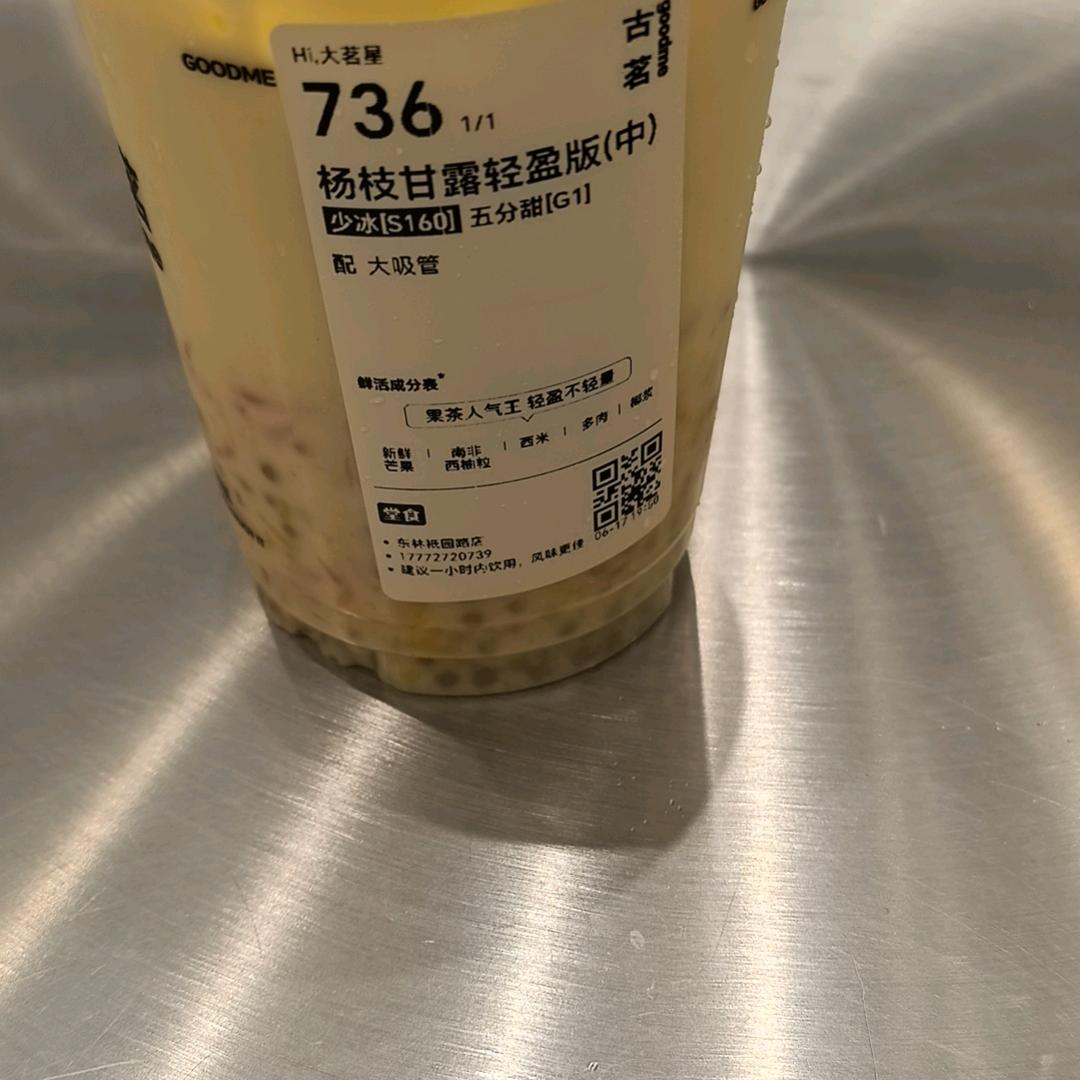 GOODME
古茗
goodme
Hi,大茗星
736 1/1
杨枝甘露轻盈版(中)
少冰[S160] 五分甜[G1]
配 大吸管
鲜活成分表*
果茶人气王 轻盈不轻量
新鲜芒果 | 南非西柚粒 | 西米 | 多肉 | 椰浆
堂食
• 东林祇园路店
• 17772720739
• 建议一小时内饮用，风味更佳